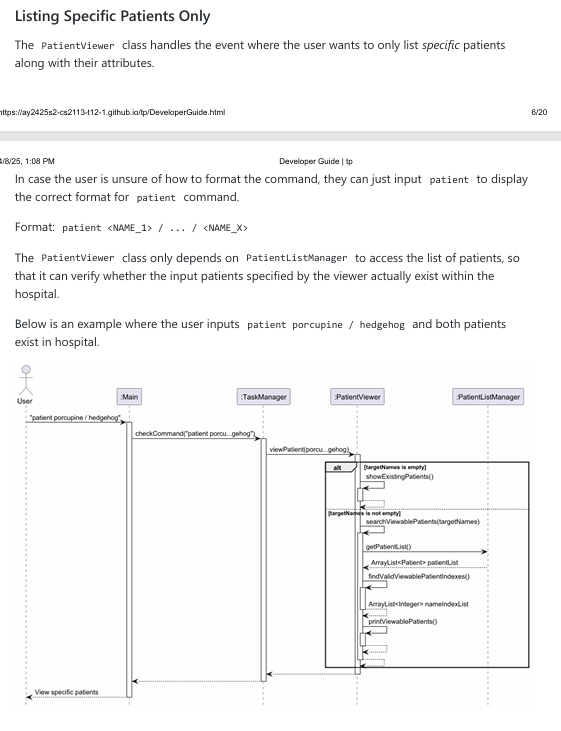 Listing Specific Patients Only
The PatientViewer class handles the event where the user wants to only list specific patients
along with their attributes.
https://ay2425s2-cs2113-t12-1.github.io/tp/DeveloperGuide.html 6/20
4/8/25, 1:08 PM Developer Guide | tp
In case the user is unsure of how to format the command, they can just input patient to display
the correct format for patient command.
Format: patient <NAME_1> / ... / <NAME_X>
The PatientViewer class only depends on PatientListManager to access the list of patients, so
that it can verify whether the input patients specified by the viewer actually exist within the
hospital.
Below is an example where the user inputs patient porcupine / hedgehog and both patients
exist in hospital.
User
:Main :TaskManager :PatientViewer :PatientListManager
"patient porcupine / hedgehog"
checkCommand("patient porcu...gehog")
viewPatient(porcu...gehog)
alt [targetNames is empty]
showExistingPatients()
[targetNames is not empty]
searchViewablePatients(targetNames)
getPatientList()
ArrayList<Patient> patientList
findValidViewablePatientIndexes()
ArrayList<Integer> nameIndexList
printViewablePatients()
View specific patients